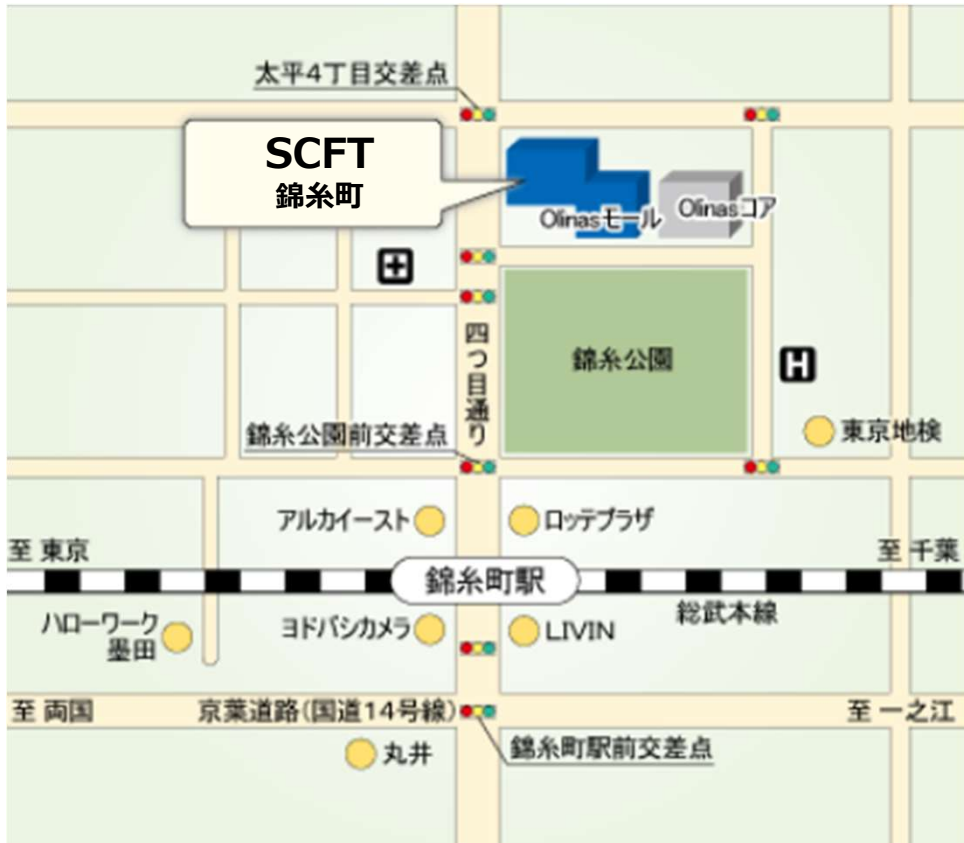 太平4丁目交差点
SCFT
錦糸町
Olinasモール
Olinasコア
四つ目通り
錦糸公園
H
錦糸公園前交差点
東京地検
アルカイースト
ロッテプラザ
至 東京
至 千葉
錦糸町駅
総武本線
ハローワーク
墨田
ヨドバシカメラ
LIVIN
至 両国
京葉道路(国道14号線)
至 一之江
丸井
錦糸町駅前交差点